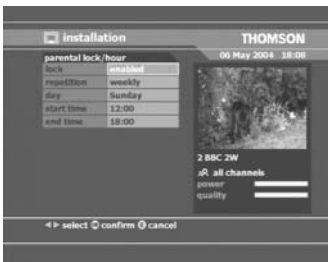 installation
THOMSON
06 May 2004 18:08
parental lock/hour
lock enabled
repetition weekly
day Sunday
start time 12:00
end time 18:00
2 BBC 2W
all channels
power
quality
select confirm cancel